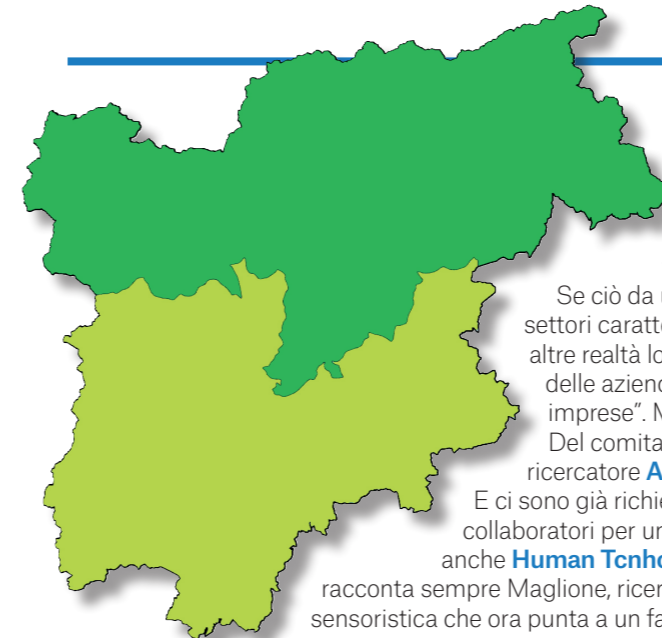 Se ciò da
settori caratte
altre realtà lo
delle aziend
imprese”. M
Del comita
ricercatore A
E ci sono già richie
collaboratori per un
anche Human Tcnho
racconta sempre Maglione, ricer
sensoristica che ora punta a un fa